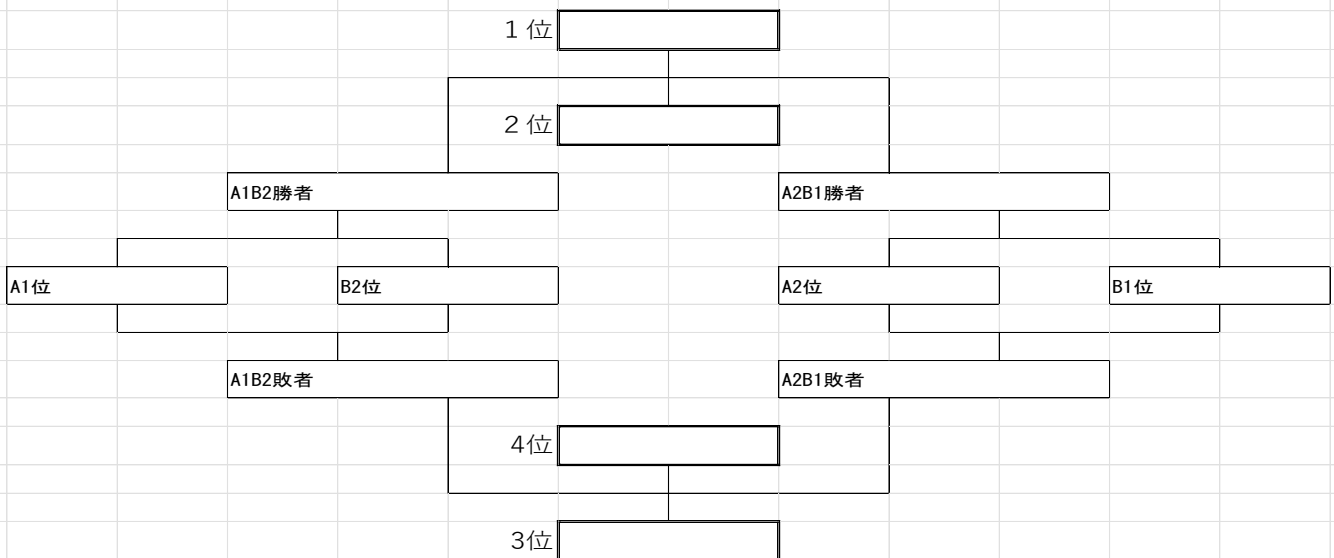 1位
2位
A1B2勝者
A2B1勝者
A1位
B2位
A2位
B1位
A1B2敗者
A2B1敗者
4位
3位